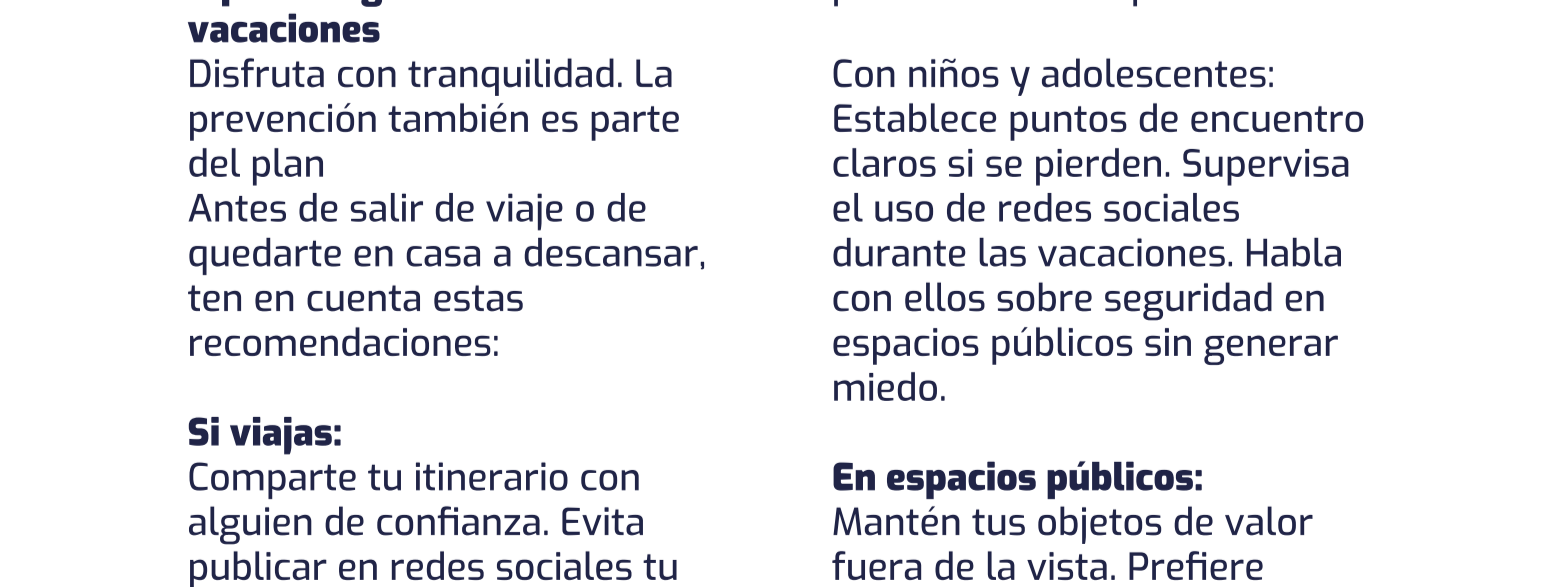 vacaciones
Disfruta con tranquilidad. La
prevención también es parte
del plan
Antes de salir de viaje o de
quedarte en casa a descansar,
ten en cuenta estas
recomendaciones:
Si viajas:
Comparte tu itinerario con
alguien de confianza. Evita
publicar en redes sociales tu
Con niños y adolescentes:
Establece puntos de encuentro
claros si se pierden. Supervisa
el uso de redes sociales
durante las vacaciones. Habla
con ellos sobre seguridad en
espacios públicos sin generar
miedo.
En espacios públicos:
Mantén tus objetos de valor
fuera de la vista. Prefiere